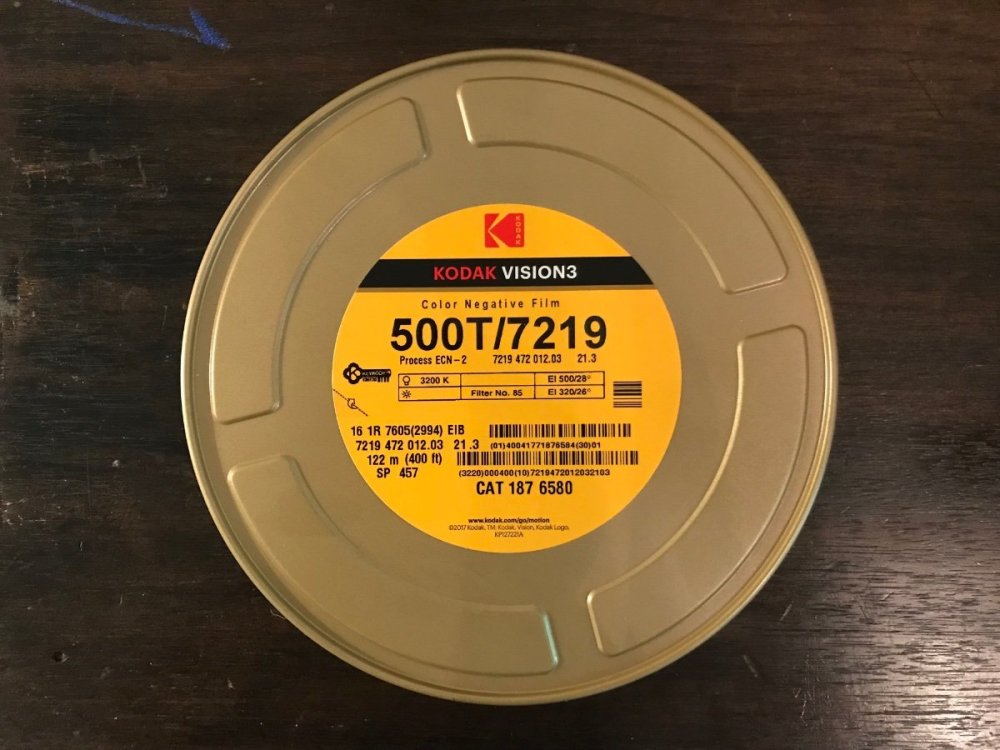 KODAK
KODAK VISION3
Color Negative Film
500T/7219
Process ECN-2 7219 472 012.03 21.3
KEYKODE
3200 K EI 500/28°
Filter No. 85 EI 320/26°
16 1R 7605(2994) EIB
7219 472 012.03 21.3 (01)40041771876584(30)01
122 m (400 ft)
SP 457 (3220)000400(10)7219472012032103
CAT 187 6580
www.kodak.com/go/motion
©2017 Kodak, TM: Kodak, Vision, Kodak Logo.
KP127221A